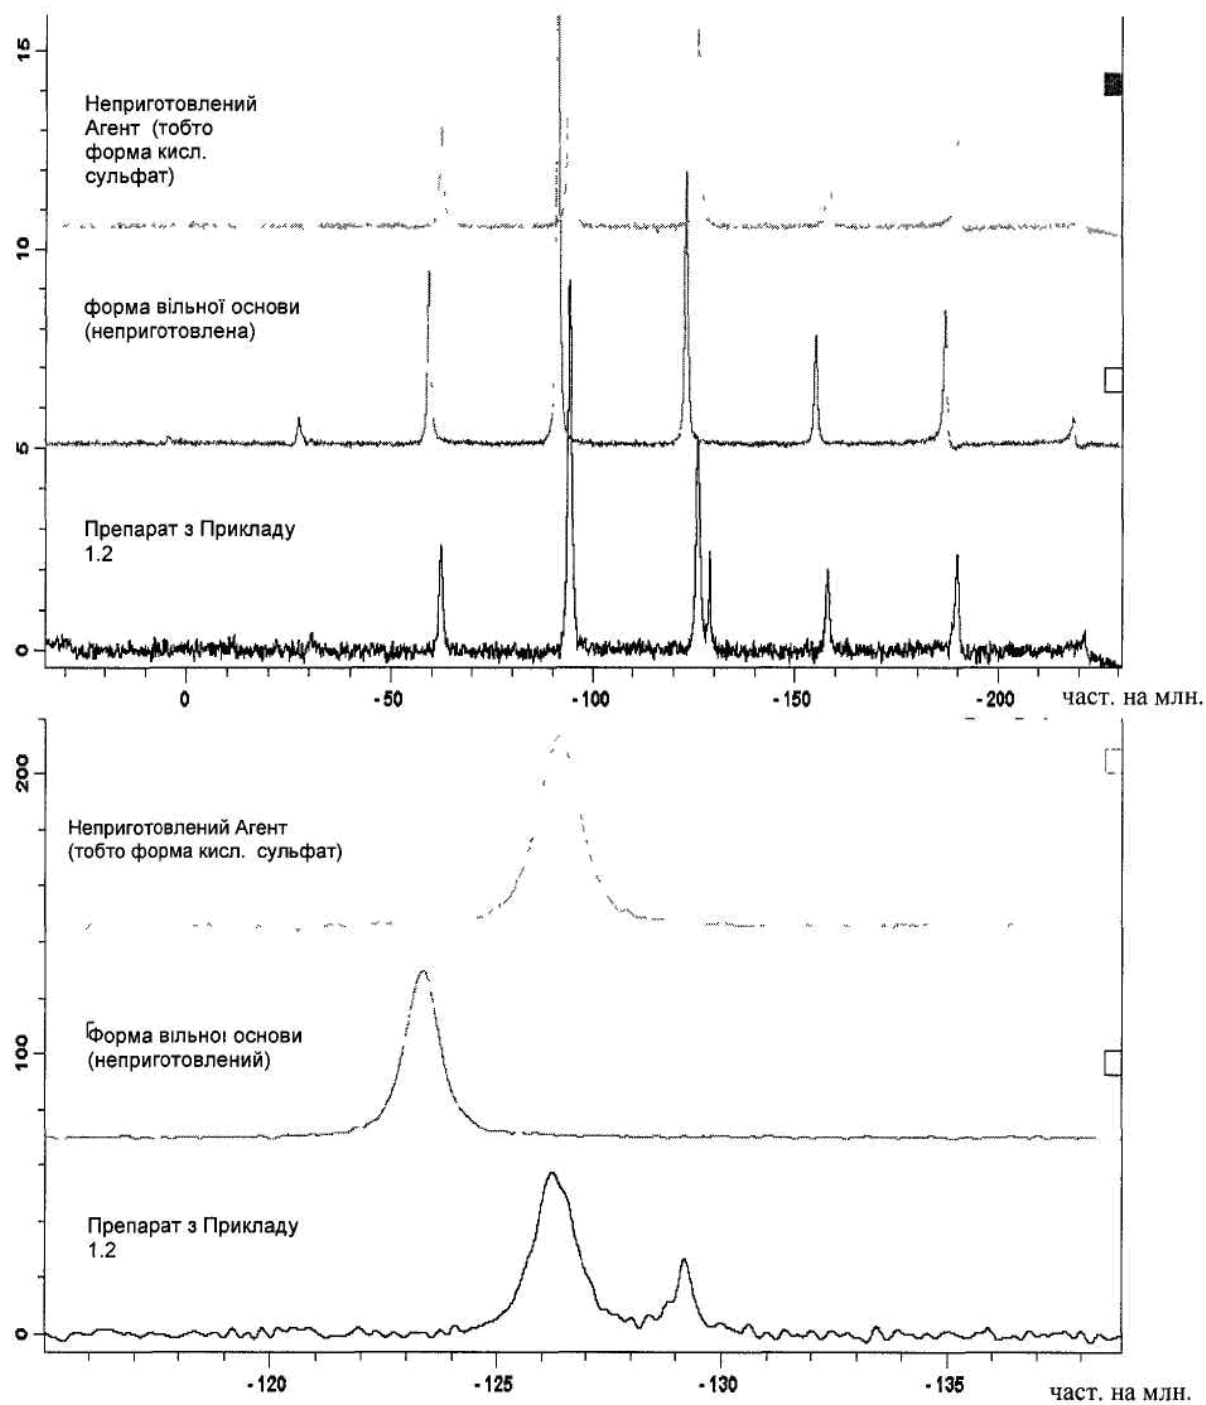 15
Неприготовлений
Агент (тобто
форма кисл.
сульфат)
10
форма вільної основи
(неприготовлена)
5
Препарат з Прикладу
1.2
0
0 -50 -100 -150 -200 част. на млн.
200
Неприготовлений Агент
(тобто форма кисл. сульфат)
100
Форма вільної основи
(неприготовлений)
Препарат з Прикладу
1.2
0
-120 -125 -130 -135 част. на млн.